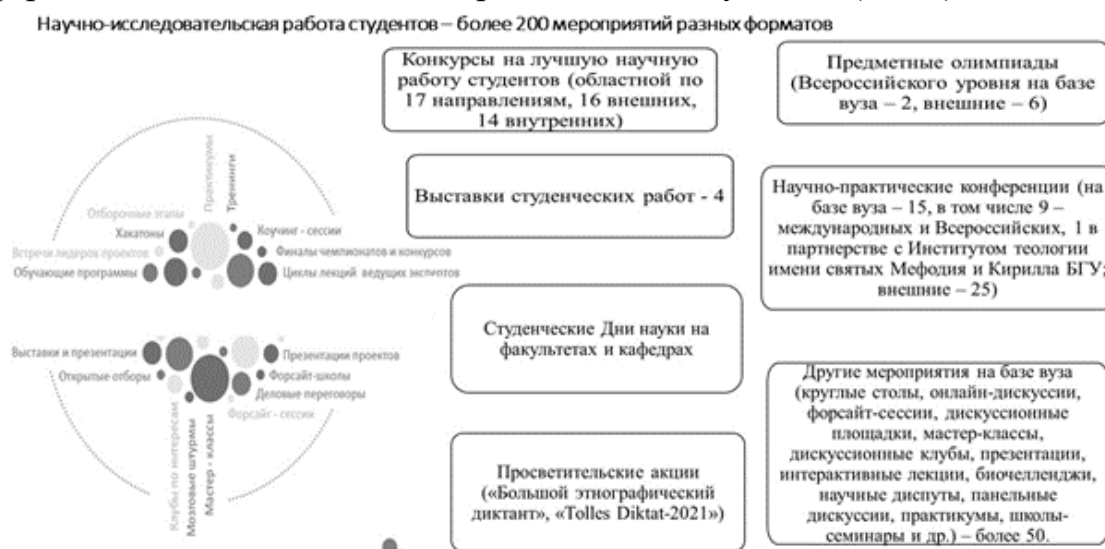 Научно-исследовательская работа студентов – более 200 мероприятий разных форматов
Конкурсы на лучшую научную
работу студентов (областной по
17 направлениям, 16 внешних,
14 внутренних)
Предметные олимпиады
(Всероссийского уровня на базе
вуза – 2, внешние – 6)
Практикумы
Тренинги
Отборочные этапы
Хакатоны
Встречи лидеров проектов
Обучающие программы
Коучинг - сессии
Финалы чемпионатов и конкурсов
Циклы лекций ведущих экспертов
Выставки студенческих работ - 4
Научно-практические конференции (на
базе вуза – 15, в том числе 9 –
международных и Всероссийских, 1 в
партнерстве с Институтом теологии
имени святых Мефодия и Кирилла БГУ;
внешние – 25)
Выставки и презентации
Открытые отборы
Клубы по интересам
Мозговые штурмы
Мастер - классы
Презентации проектов
Форсайт-школы
Деловые переговоры
Форсайт - сессии
Студенческие Дни науки на
факультетах и кафедрах
Просветительские акции
(«Большой этнографический
диктант», «Tolles Diktat-2021»)
Другие мероприятия на базе вуза
(круглые столы, онлайн-дискуссии,
форсайт-сессии, дискуссионные
площадки, мастер-классы,
дискуссионные клубы, презентации,
интерактивные лекции, биочелленджи,
научные диспуты, панельные
дискуссии, практикумы, школы-
семинары и др.) – более 50.